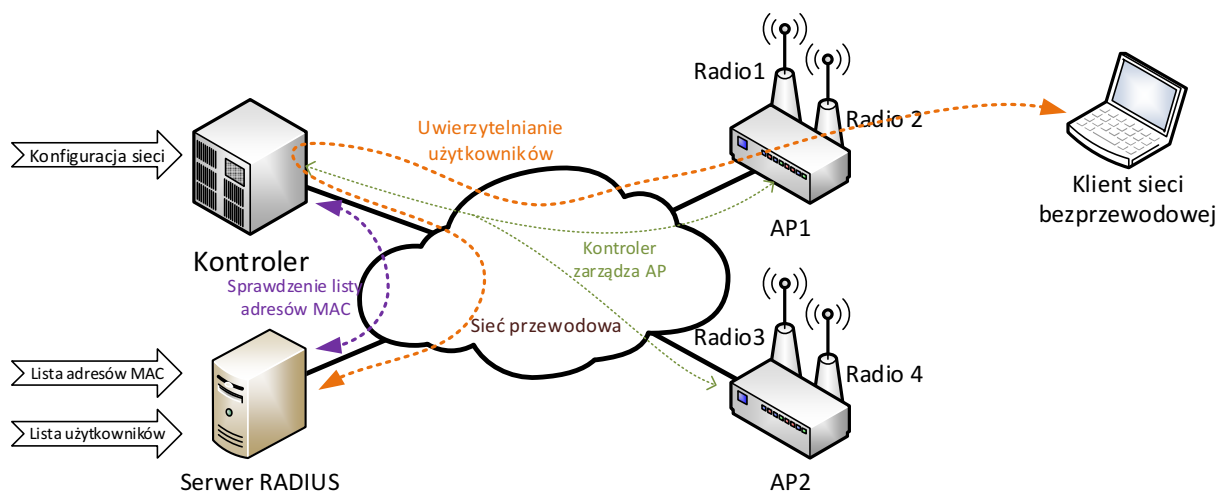 Radio1
Radio 2
Uwierzytelnianie
użytkowników
Konfiguracja sieci
Klient sieci
bezprzewodowej
AP1
Kontroler
Kontroler
zarządza AP
Sprawdzenie listy
adresów MAC
Sieć przewodowa
Radio3
Radio 4
Lista adresów MAC
Lista użytkowników
Serwer RADIUS
AP2